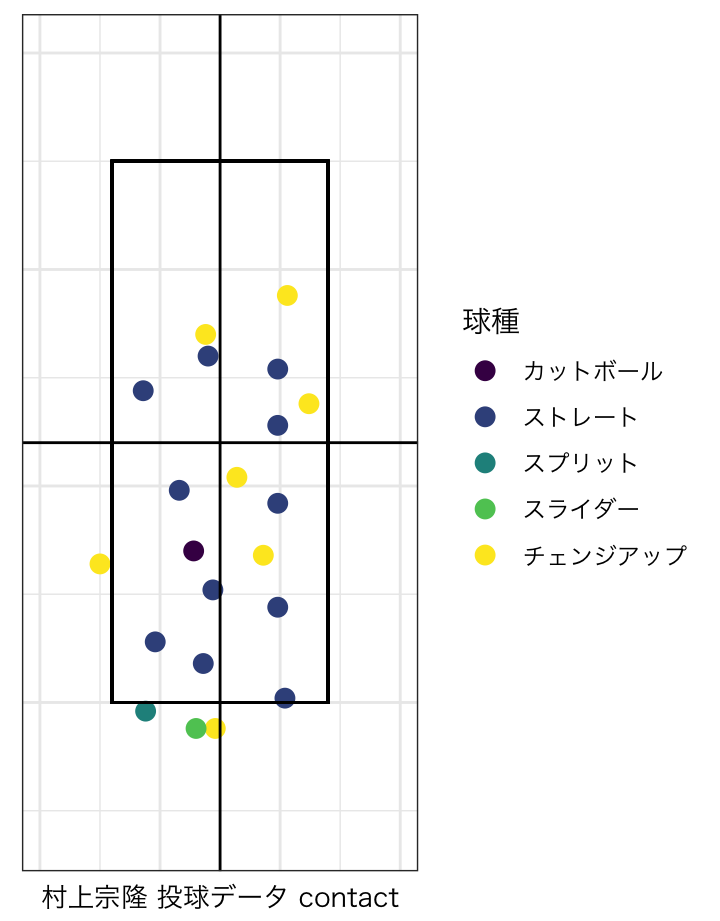 球種
カットボール
ストレート
スプリット
スライダー
チェンジアップ
村上宗隆 投球データ contact